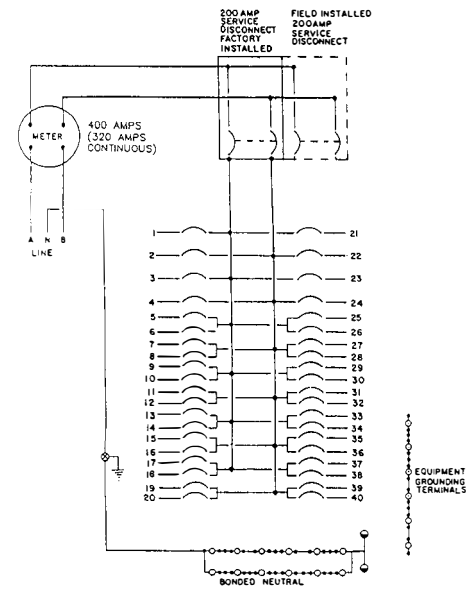 200 AMP
SERVICE
DISCONNECT
FACTORY
INSTALLED
FIELD INSTALLED
200 AMP
SERVICE
DISCONNECT
METER
400 AMPS
(320 AMPS
CONTINUOUS)
A N B
LINE
1 21
2 22
3 23
4 24
5 25
6 26
7 27
8 28
9 29
10 30
11 31
12 32
13 33
14 34
15 35
16 36
17 37
18 38
19 39
20 40
EQUIPMENT
GROUNDING
TERMINALS
BONDED NEUTRAL